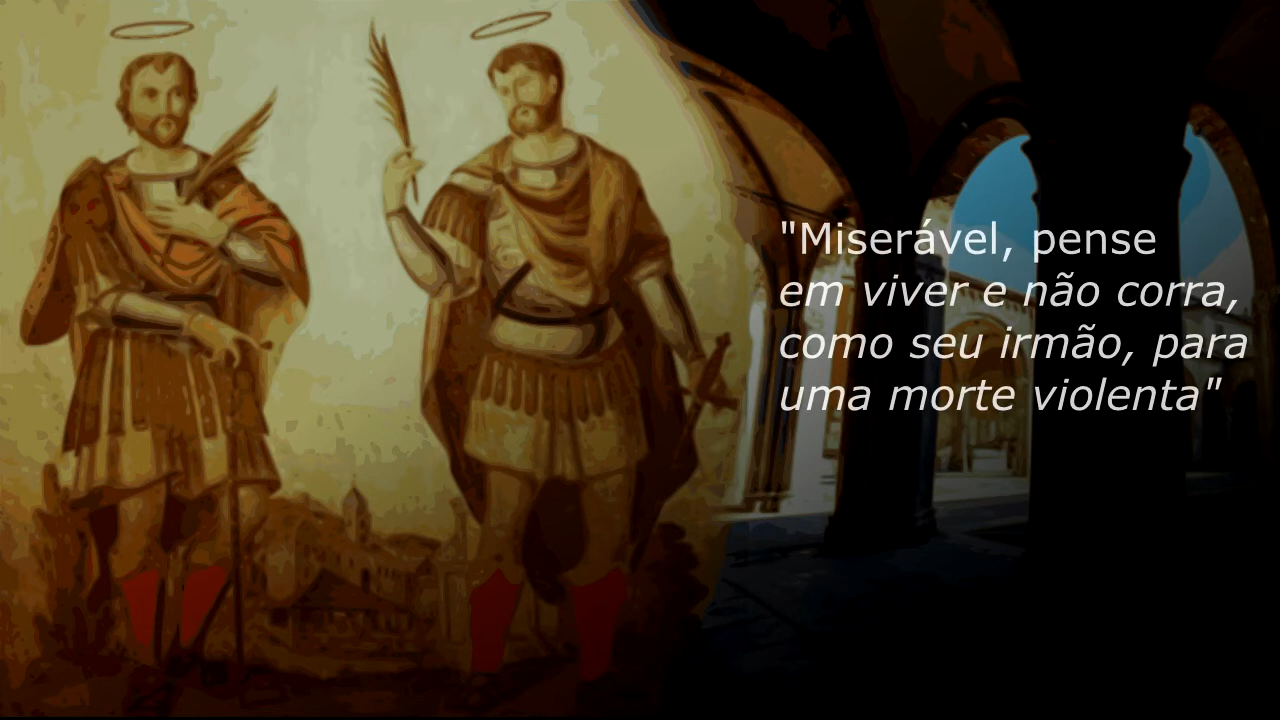 "Miserável, pense
em viver e não corra,
como seu irmão, para
uma morte violenta"